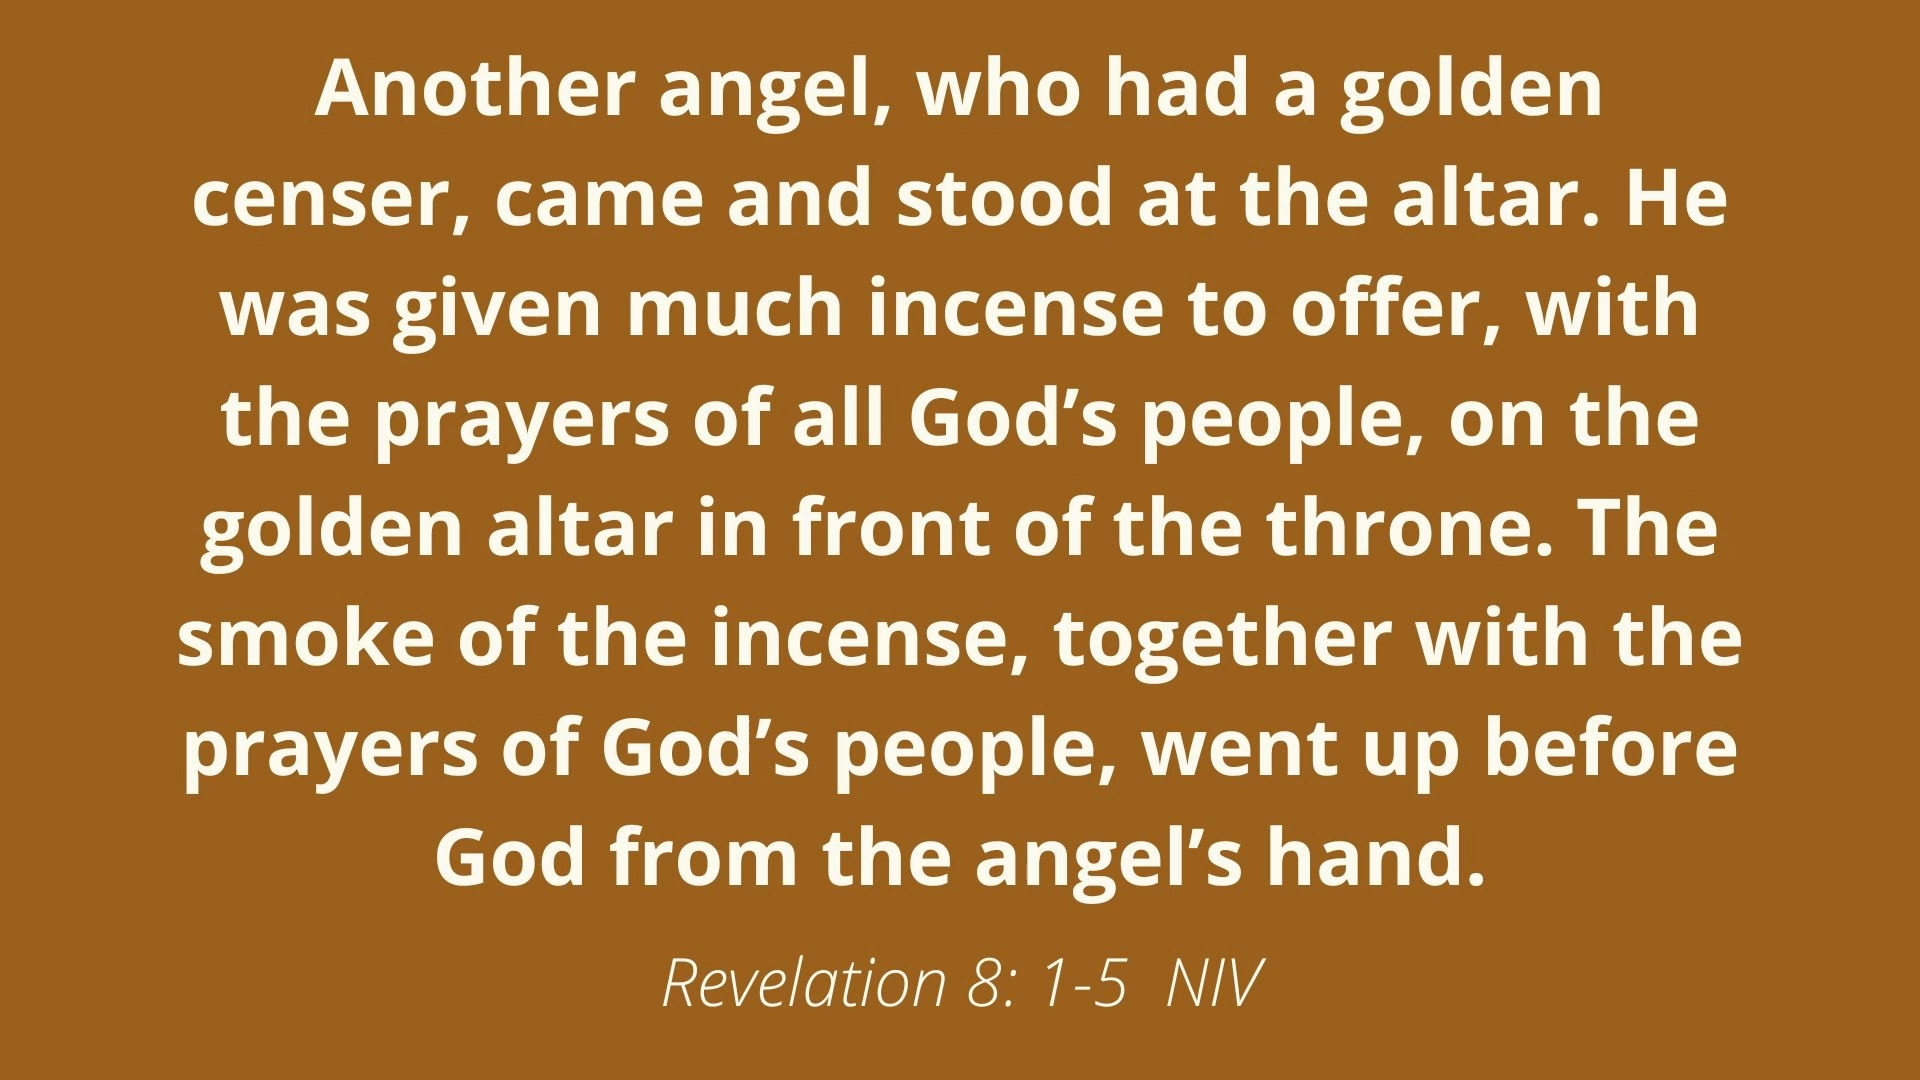 Another angel, who had a golden
censer, came and stood at the altar. He
was given much incense to offer, with
the prayers of all God’s people, on the
golden altar in front of the throne. The
smoke of the incense, together with the
prayers of God’s people, went up before
God from the angel’s hand.
Revelation 8: 1-5  NIV